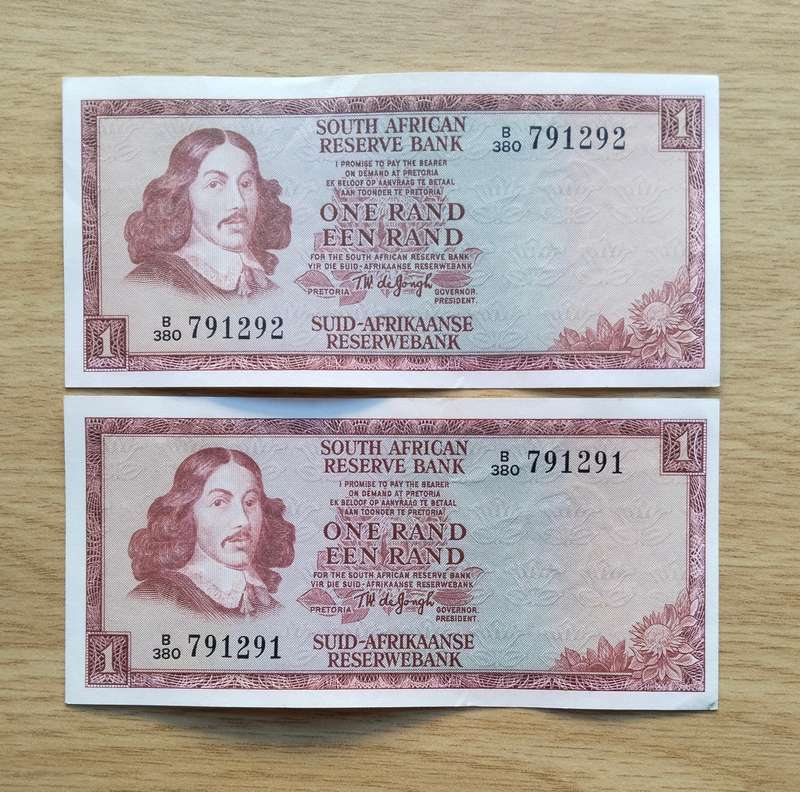 1
SOUTH AFRICAN
RESERVE BANK
B/380 791292
I PROMISE TO PAY THE BEARER
ON DEMAND AT PRETORIA
EK BELOOF OP AANVRAAG TE BETAAL
AAN TOONDER TE PRETORIA
ONE RAND
EEN RAND
FOR THE SOUTH AFRICAN RESERVE BANK
VIR DIE SUID-AFRIKAANSE RESERWEBANK
T.W. de Jongh
PRETORIA GOVERNOR.
PRESIDENT.
B/380 791292
SUID-AFRIKAANSE
RESERWEBANK
1
1
SOUTH AFRICAN
RESERVE BANK
B/380 791291
I PROMISE TO PAY THE BEARER
ON DEMAND AT PRETORIA
EK BELOOF OP AANVRAAG TE BETAAL
AAN TOONDER TE PRETORIA
ONE RAND
EEN RAND
FOR THE SOUTH AFRICAN RESERVE BANK
VIR DIE SUID-AFRIKAANSE RESERWEBANK
T.W. de Jongh
PRETORIA GOVERNOR.
PRESIDENT.
B/380 791291
SUID-AFRIKAANSE
RESERWEBANK
1